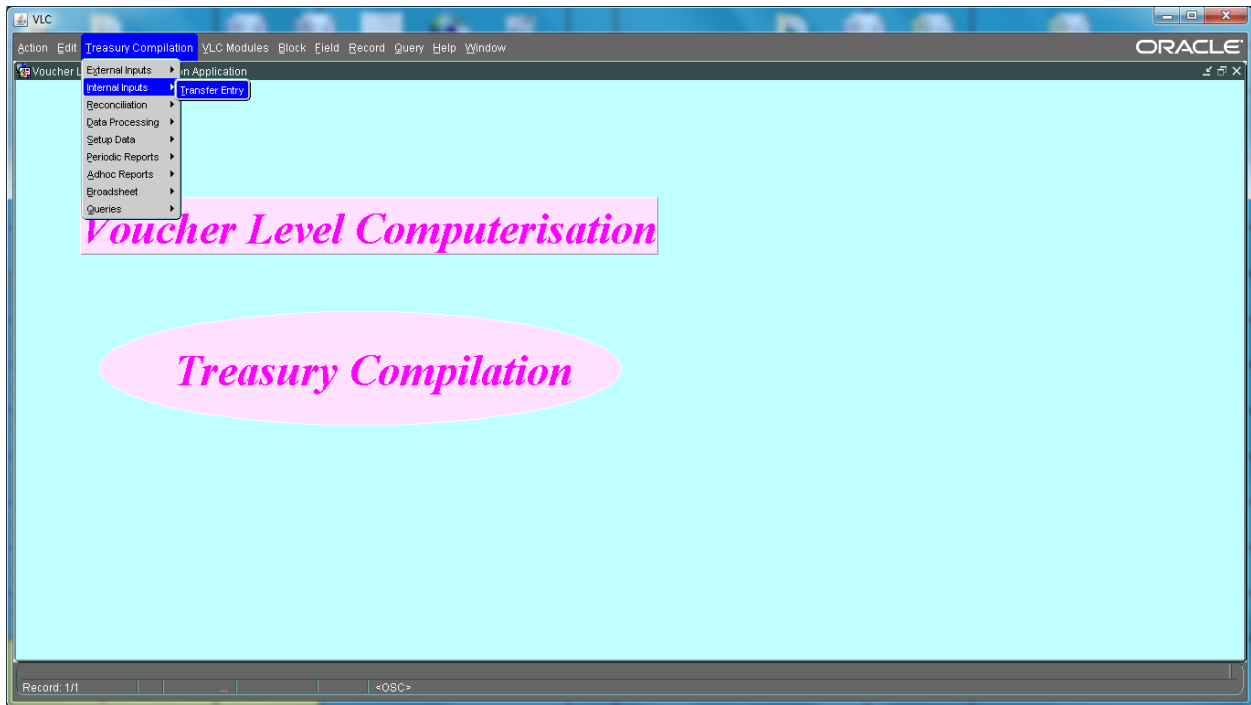 VLC
Action Edit Treasury Compilation VLC Modules Block Field Record Query Help Window
ORACLE
Voucher L n Application
External Inputs
Internal Inputs
Transfer Entry
Reconciliation
Data Processing
Setup Data
Periodic Reports
Adhoc Reports
Broadsheet
Queries
Voucher Level Computerisation
Treasury Compilation
Record: 1/1 ... <OSC>